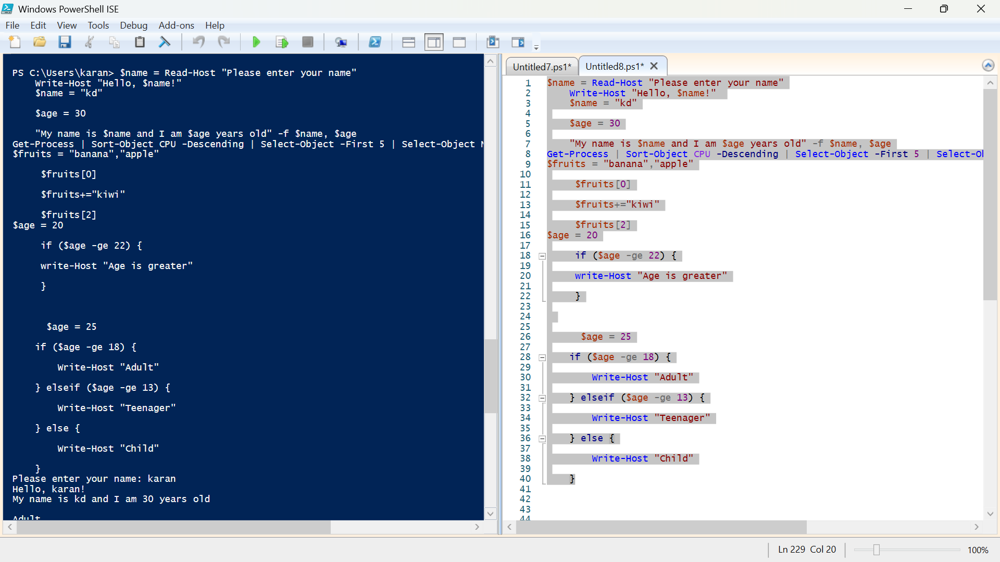 Windows PowerShell ISE
File Edit View Tools Debug Add-ons Help
PS C:\Users\karan> $name = Read-Host "Please enter your name"
Write-Host "Hello, $name!"
$name = "kd"
$age = 30
"My name is $name and I am $age years old" -f $name, $age
Get-Process | Sort-Object CPU -Descending | Select-Object -First 5 | Select-Object
$fruits = "banana","apple"
$fruits[0]
$fruits+="kiwi"
$fruits[2]
$age = 20
if ($age -ge 22) {
write-Host "Age is greater"
}
$age = 25
if ($age -ge 18) {
Write-Host "Adult"
} elseif ($age -ge 13) {
Write-Host "Teenager"
} else {
Write-Host "Child"
}
Please enter your name: karan
Hello, karan!
My name is kd and I am 30 years old
Adult
Untitled7.ps1* Untitled8.ps1*
1 $name = Read-Host "Please enter your name"
2 Write-Host "Hello, $name!"
3 $name = "kd"
4
5 $age = 30
6
7 "My name is $name and I am $age years old" -f $name, $age
8 Get-Process | Sort-Object CPU -Descending | Select-Object -First 5 |
9 $fruits = "banana","apple"
10
11 $fruits[0]
12
13 $fruits+="kiwi"
14
15 $fruits[2]
16 $age = 20
17
18 if ($age -ge 22) {
19
20 write-Host "Age is greater"
21
22 }
23
24
25
26 $age = 25
27
28 if ($age -ge 18) {
29
30 Write-Host "Adult"
31
32 } elseif ($age -ge 13) {
33
34 Write-Host "Teenager"
35
36 } else {
37
38 Write-Host "Child"
39
40 }
41
42
43
44
Ln 229 Col 20 100%